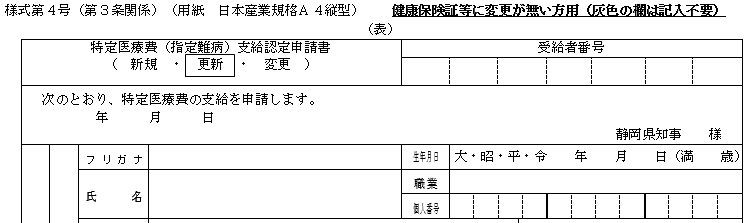 様式第４号（第３条関係）（用紙　日本産業規格Ａ４縦型）　健康保険証等に変更が無い方用（灰色の欄は記入不要）
（表）
特定医療費（指定難病）支給認定申請書
（　新規　・　更新　・　変更　）
受給者番号
次のとおり、特定医療費の支給を申請します。
年　　月　　日
静岡県知事　　様
フリガナ
生年月日
大・昭・平・令　　年　　月　　日（満　　歳）
氏　　名
職業
個人番号